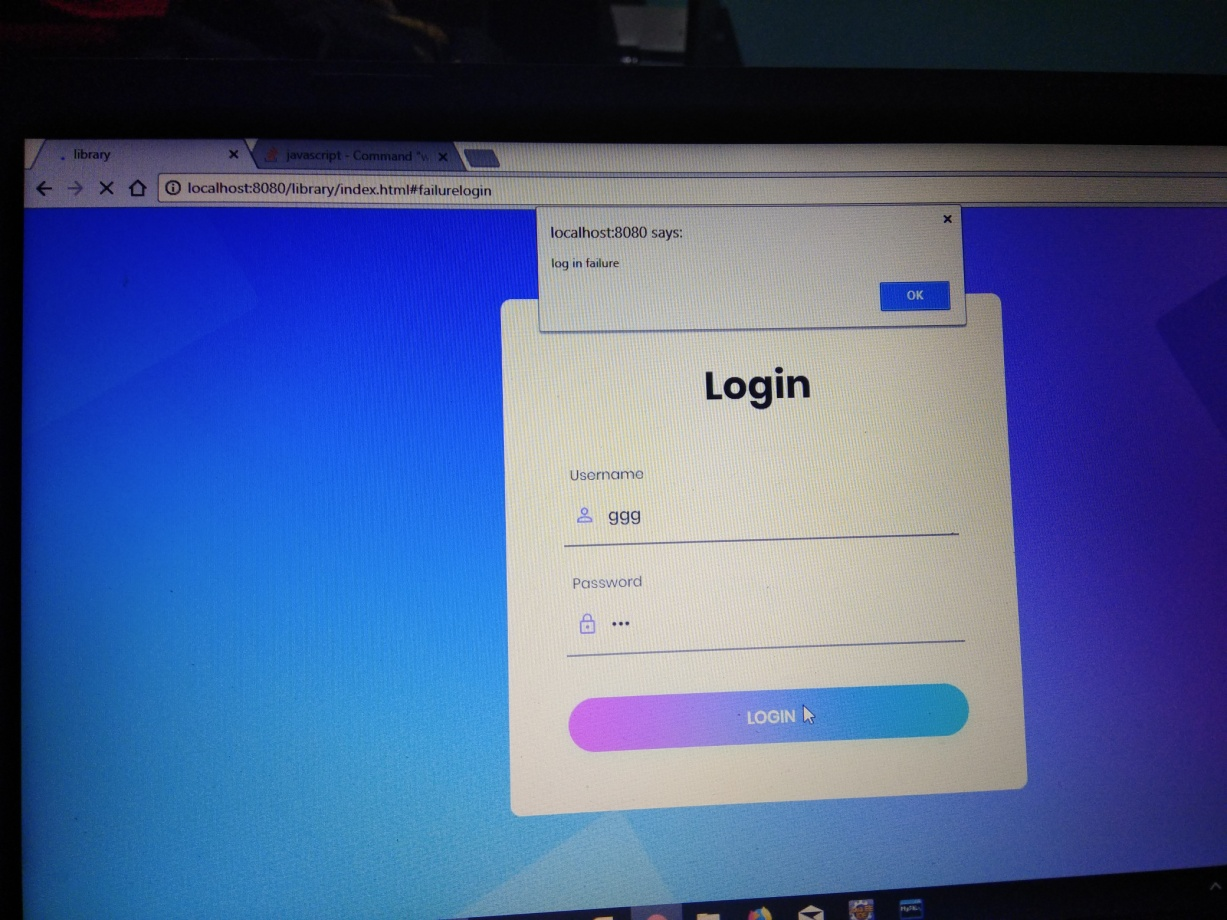 library
javascript - Command "w
localhost:8080/library/index.html#failurelogin
localhost:8080 says:
log in failure
OK
Login
Username
ggg
Password
•••
LOGIN